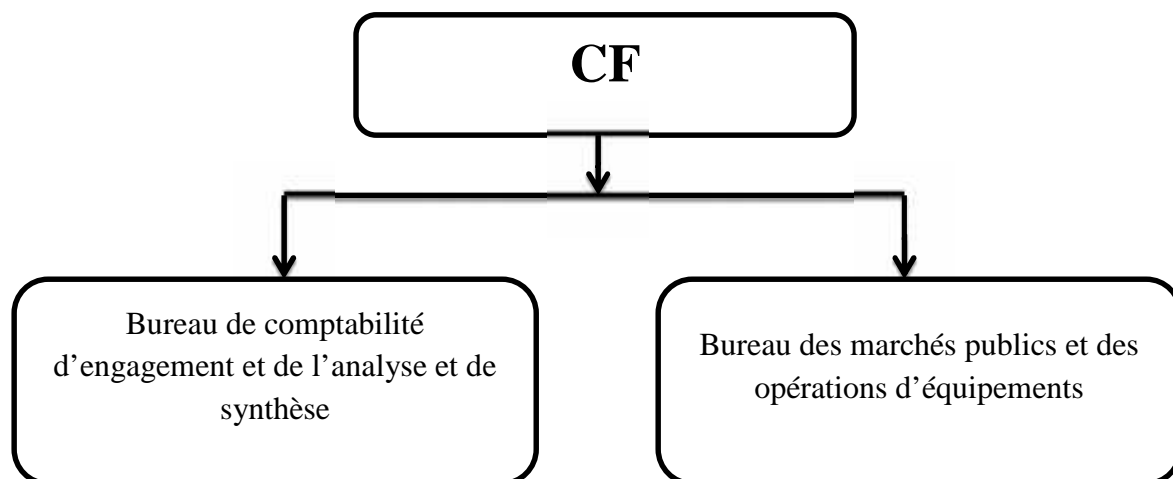 CF
Bureau de comptabilité
d’engagement et de l’analyse et de
synthèse
Bureau des marchés publics et des
opérations d’équipements